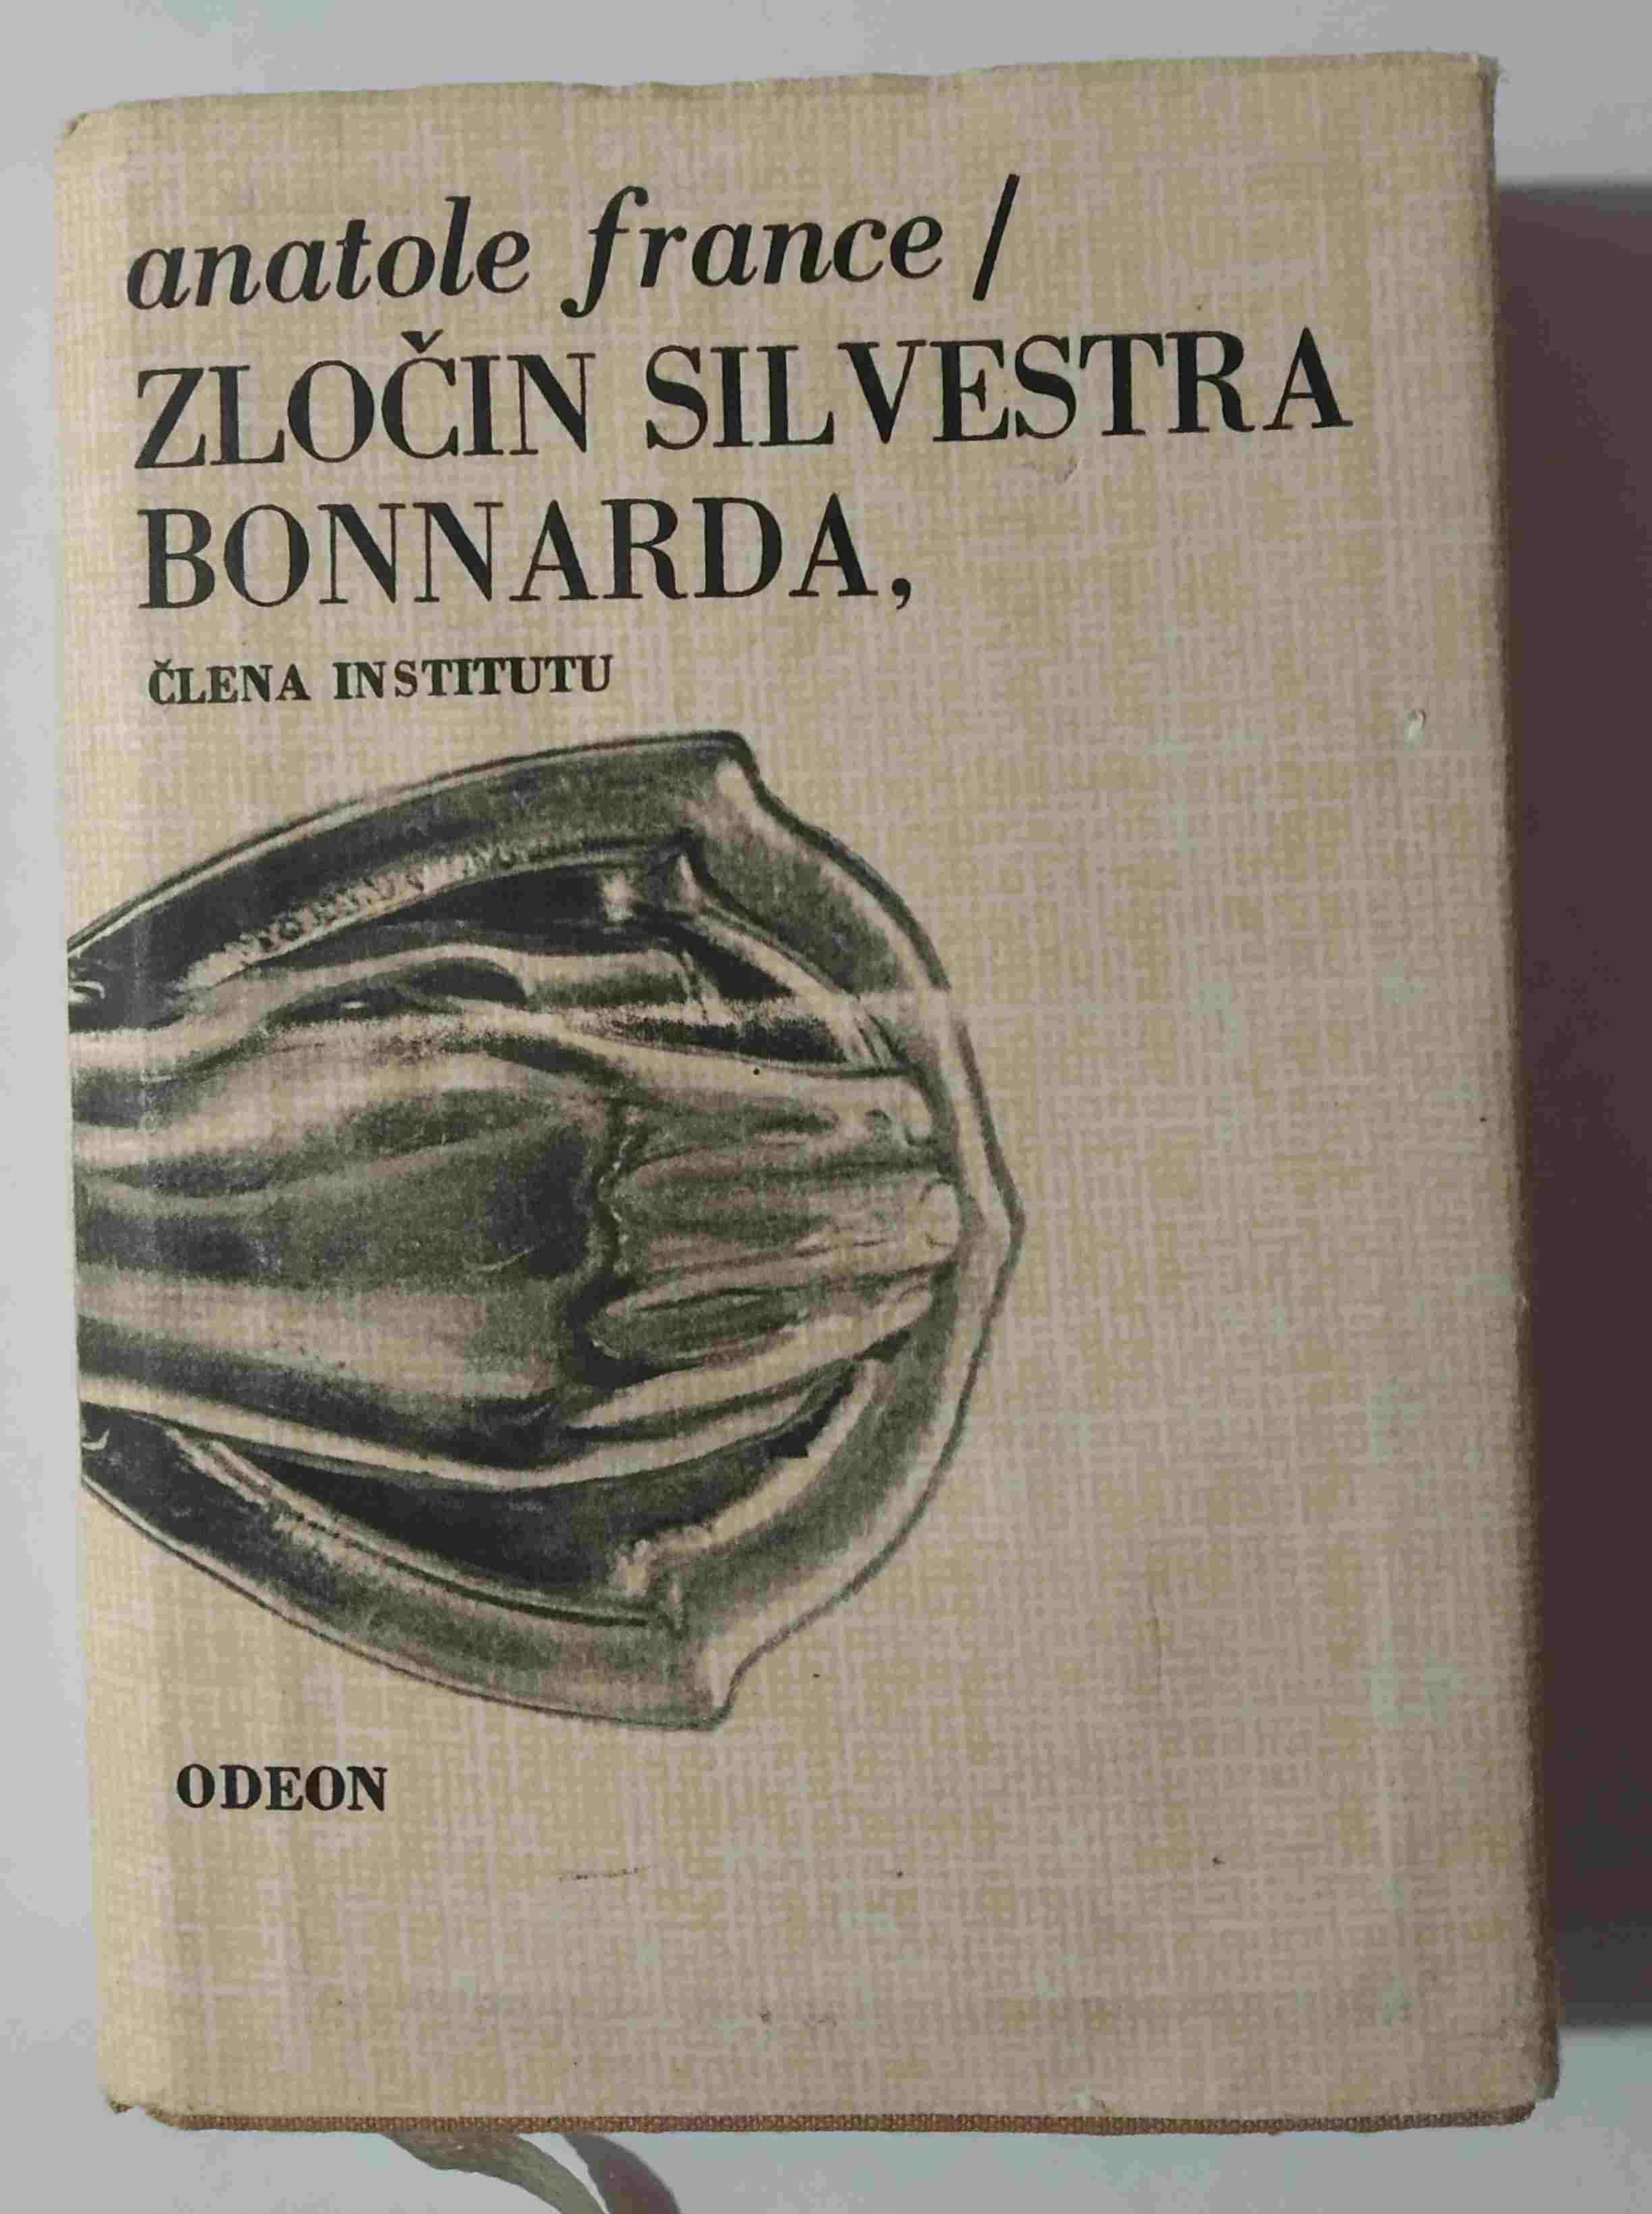 anatole france /
ZLOČIN SILVESTRA
BONNARDA,
ČLENA INSTITUTU
ODEON